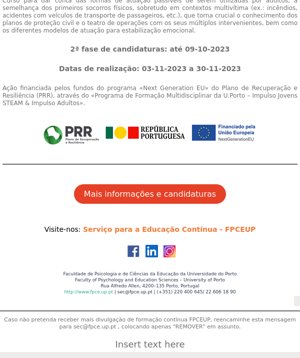 Curso para dar conta das formas de atuação passíveis de serem utilizadas por adultos, à
semelhança dos primeiros socorros físicos, sobretudo em contextos multivítima (ex.: incêndios,
acidentes com veículos de transporte de passageiros, etc.), que torna crucial o conhecimento dos
planos de proteção civil e o teatro de operações com os seus múltiplos intervenientes, bem como
os diferentes modelos de atuação para estabilização emocional.
2ª fase de candidaturas: até 09-10-2023
Datas de realização: 03-11-2023 a 30-11-2023
Ação financiada pelos fundos do programa «Next Generation EU» do Plano de Recuperação e
Resiliência (PRR), através do «Programa de Formação Multidisciplinar da U.Porto – Impulso Jovens
STEAM & Impulso Adultos».
PRR
Plano de Recuperação
e Resiliência
REPÚBLICA
PORTUGUESA
Financiado pela
União Europeia
NextGenerationEU
Mais informações e candidaturas
Visite-nos: Serviço para a Educação Contínua - FPCEUP
Faculdade de Psicologia e de Ciências da Educação da Universidade do Porto
Faculty of Psychology and Education Sciences – University of Porto
Rua Alfredo Allen, 4200-135 Porto, Portugal
http://www.fpce.up.pt | sec@fpce.up.pt | (+351) 220 400 645/ 22 606 18 90
Caso não pretenda receber mais divulgação de formação contínua FPCEUP, reencaminhe esta mensagem
para sec@fpce.up.pt , colocando apenas "REMOVER" em assunto.
Insert text here